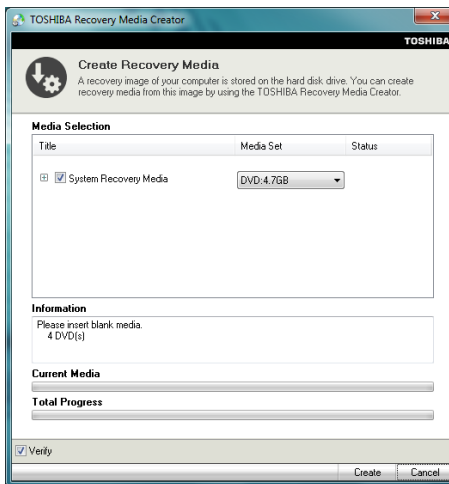 TOSHIBA Recovery Media Creator
TOSHIBA
Create Recovery Media
A recovery image of your computer is stored on the hard disk drive. You can create
recovery media from this image by using the TOSHIBA Recovery Media Creator.
Media Selection
Title Media Set Status
System Recovery Media DVD:4.7GB
Information
Please insert blank media.
4 DVD(s)
Current Media
Total Progress
Verify
Create Cancel